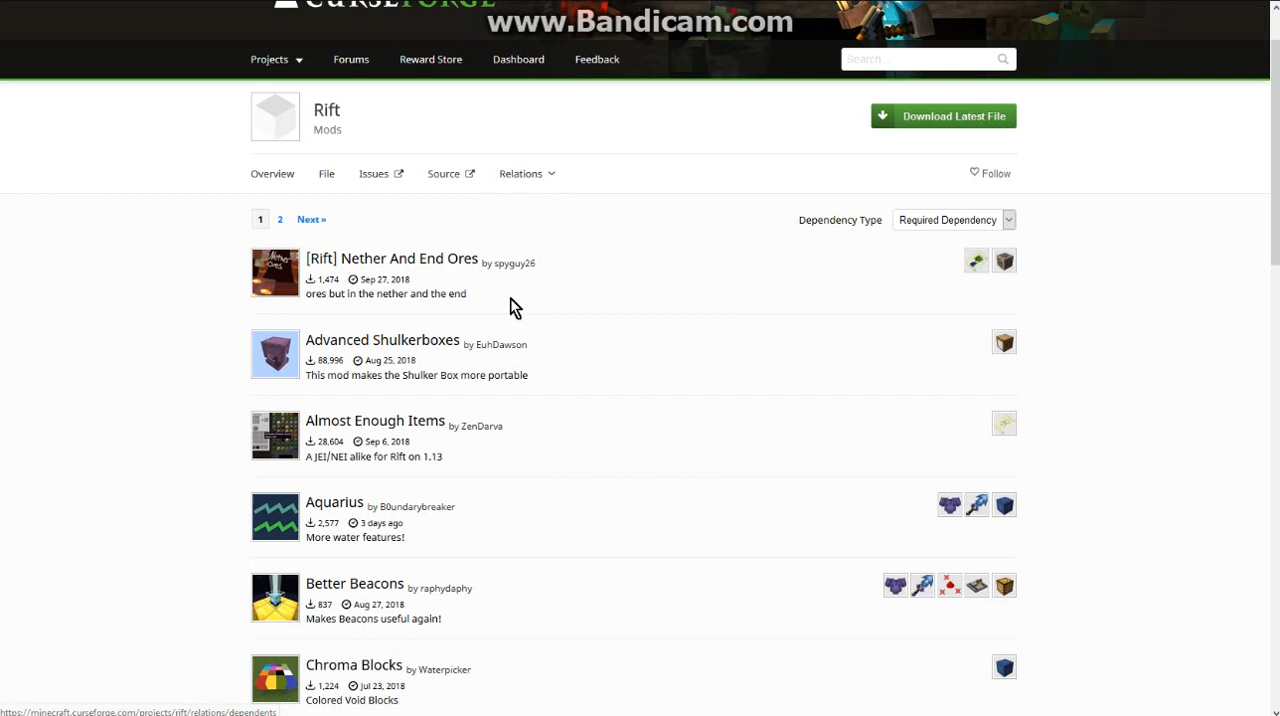 CURSEFORGE
www.Bandicam.com
Projects Forums Reward Store Dashboard Feedback Search...
Rift
Mods
Download Latest File
Overview File Issues Source Relations Follow
1 2 Next » Dependency Type Required Dependency
[Rift] Nether And End Ores by spyguy26
1,474 Sep 27, 2018
ores but in the nether and the end
Advanced Shulkerboxes by EuhDawson
88,996 Aug 25, 2018
This mod makes the Shulker Box more portable
Almost Enough Items by ZenDarva
28,604 Sep 6, 2018
A JEI/NEI alike for Rift on 1.13
Aquarius by B0undarybreaker
2,577 3 days ago
More water features!
Better Beacons by raphydaphy
837 Aug 27, 2018
Makes Beacons useful again!
Chroma Blocks by Waterpicker
1,224 Jul 23, 2018
Colored Void Blocks
https://minecraft.curseforge.com/projects/rift/relations/dependents